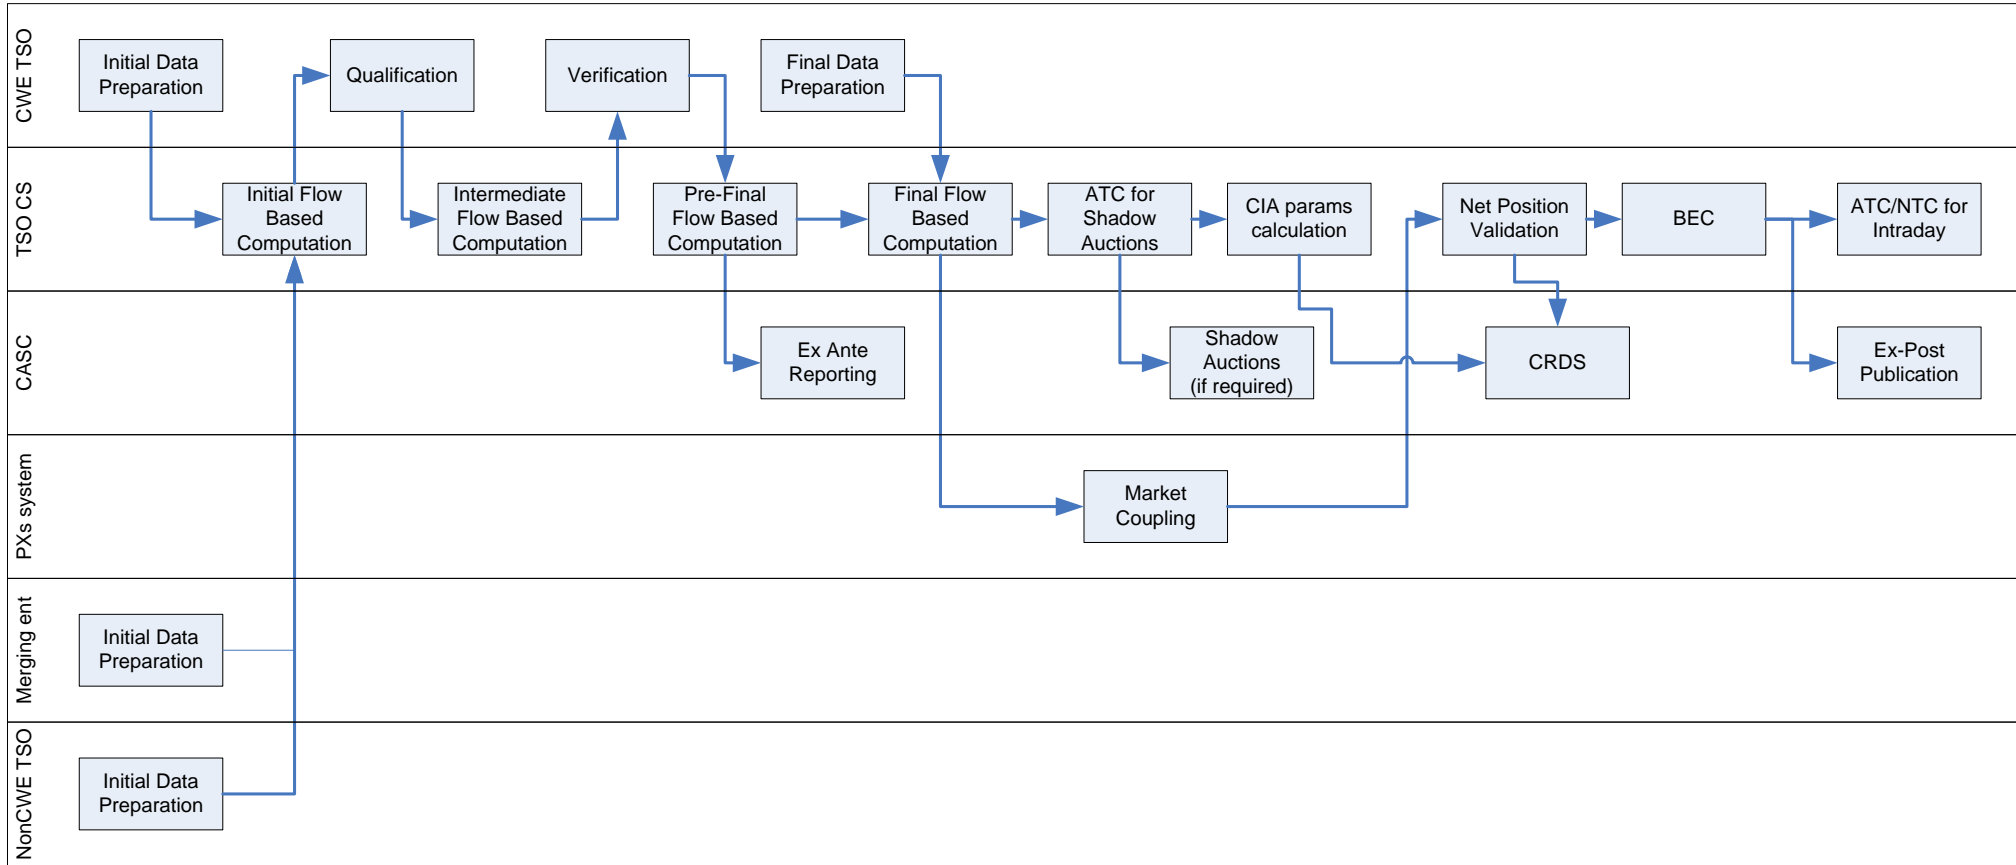 CWE TSO
Initial Data
Preparation
Qualification
Verification
Final Data
Preparation
TSO CS
Initial Flow
Based
Computation
Intermediate
Flow Based
Computation
Pre-Final
Flow Based
Computation
Final Flow
Based
Computation
ATC for
Shadow
Auctions
CIA params
calculation
Net Position
Validation
BEC
ATC/NTC for
Intraday
CASC
Ex Ante
Reporting
Shadow
Auctions
(if required)
CRDS
Ex-Post
Publication
PXs system
Market
Coupling
Merging ent
Initial Data
Preparation
NonCWE TSO
Initial Data
Preparation